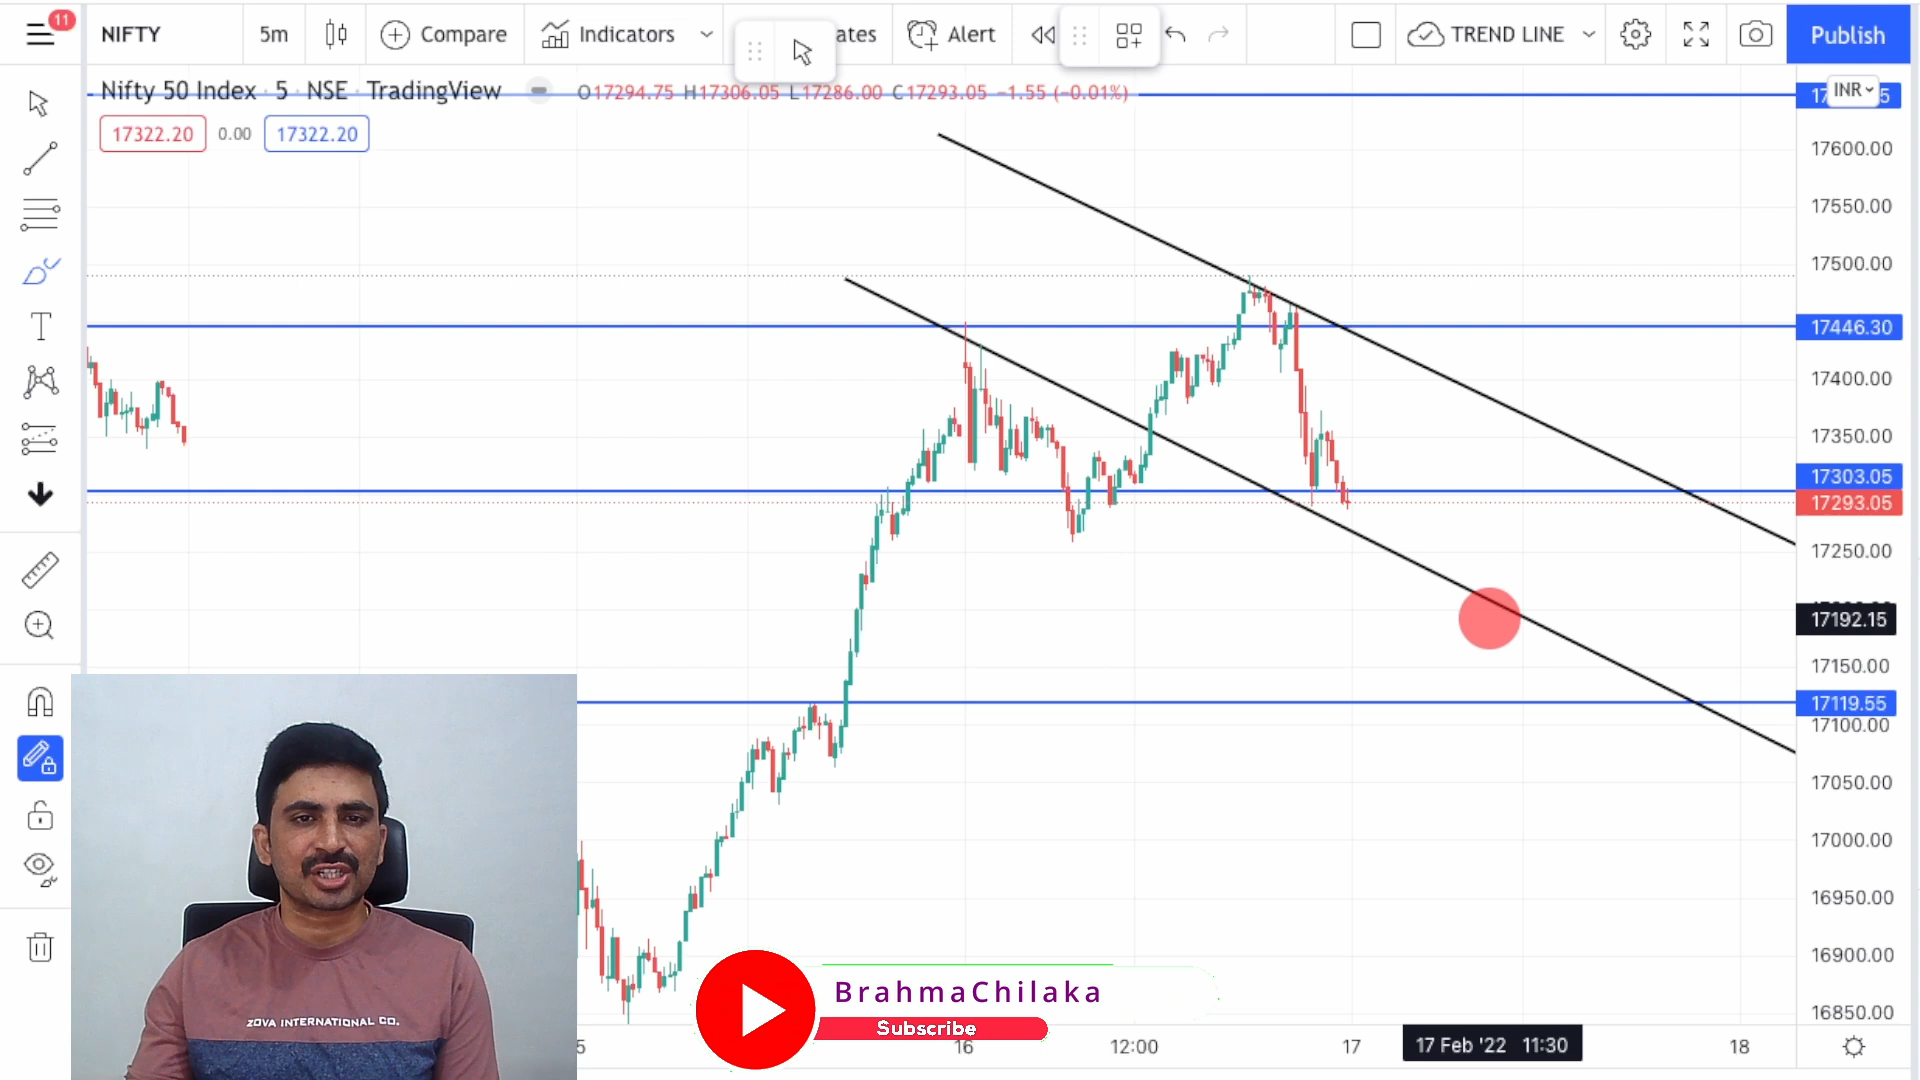 11
NIFTY
5m
Compare
Indicators
ates
Alert
TREND LINE
Publish
Nifty 50 Index · 5 · NSE · TradingView
O17294.75 H17306.05 L17286.00 C17293.05 −1.55 (−0.01%)
INR
17322.20
0.00
17322.20
17600.00
17550.00
17500.00
17446.30
17400.00
17350.00
17303.05
17293.05
17250.00
17192.15
17150.00
17119.55
17100.00
17050.00
17000.00
16950.00
16900.00
16850.00
ZOVA INTERNATIONAL CO.
BrahmaChilaka
Subscribe
5
16
12:00
17
17 Feb '22 11:30
18